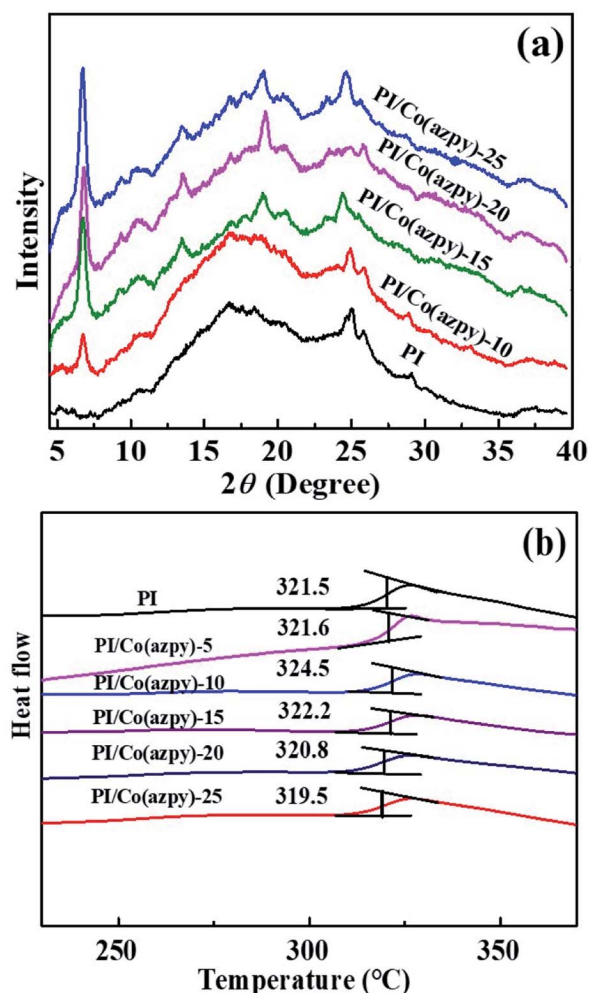 (a)
Intensity
PI/Co(azpy)-25
PI/Co(azpy)-20
PI/Co(azpy)-15
PI/Co(azpy)-10
PI
5 10 15 20 25 30 35 40
2θ (Degree)
(b)
Heat flow
PI 321.5
PI/Co(azpy)-5 321.6
PI/Co(azpy)-10 324.5
PI/Co(azpy)-15 322.2
PI/Co(azpy)-20 320.8
PI/Co(azpy)-25 319.5
250 300 350
Temperature (°C)